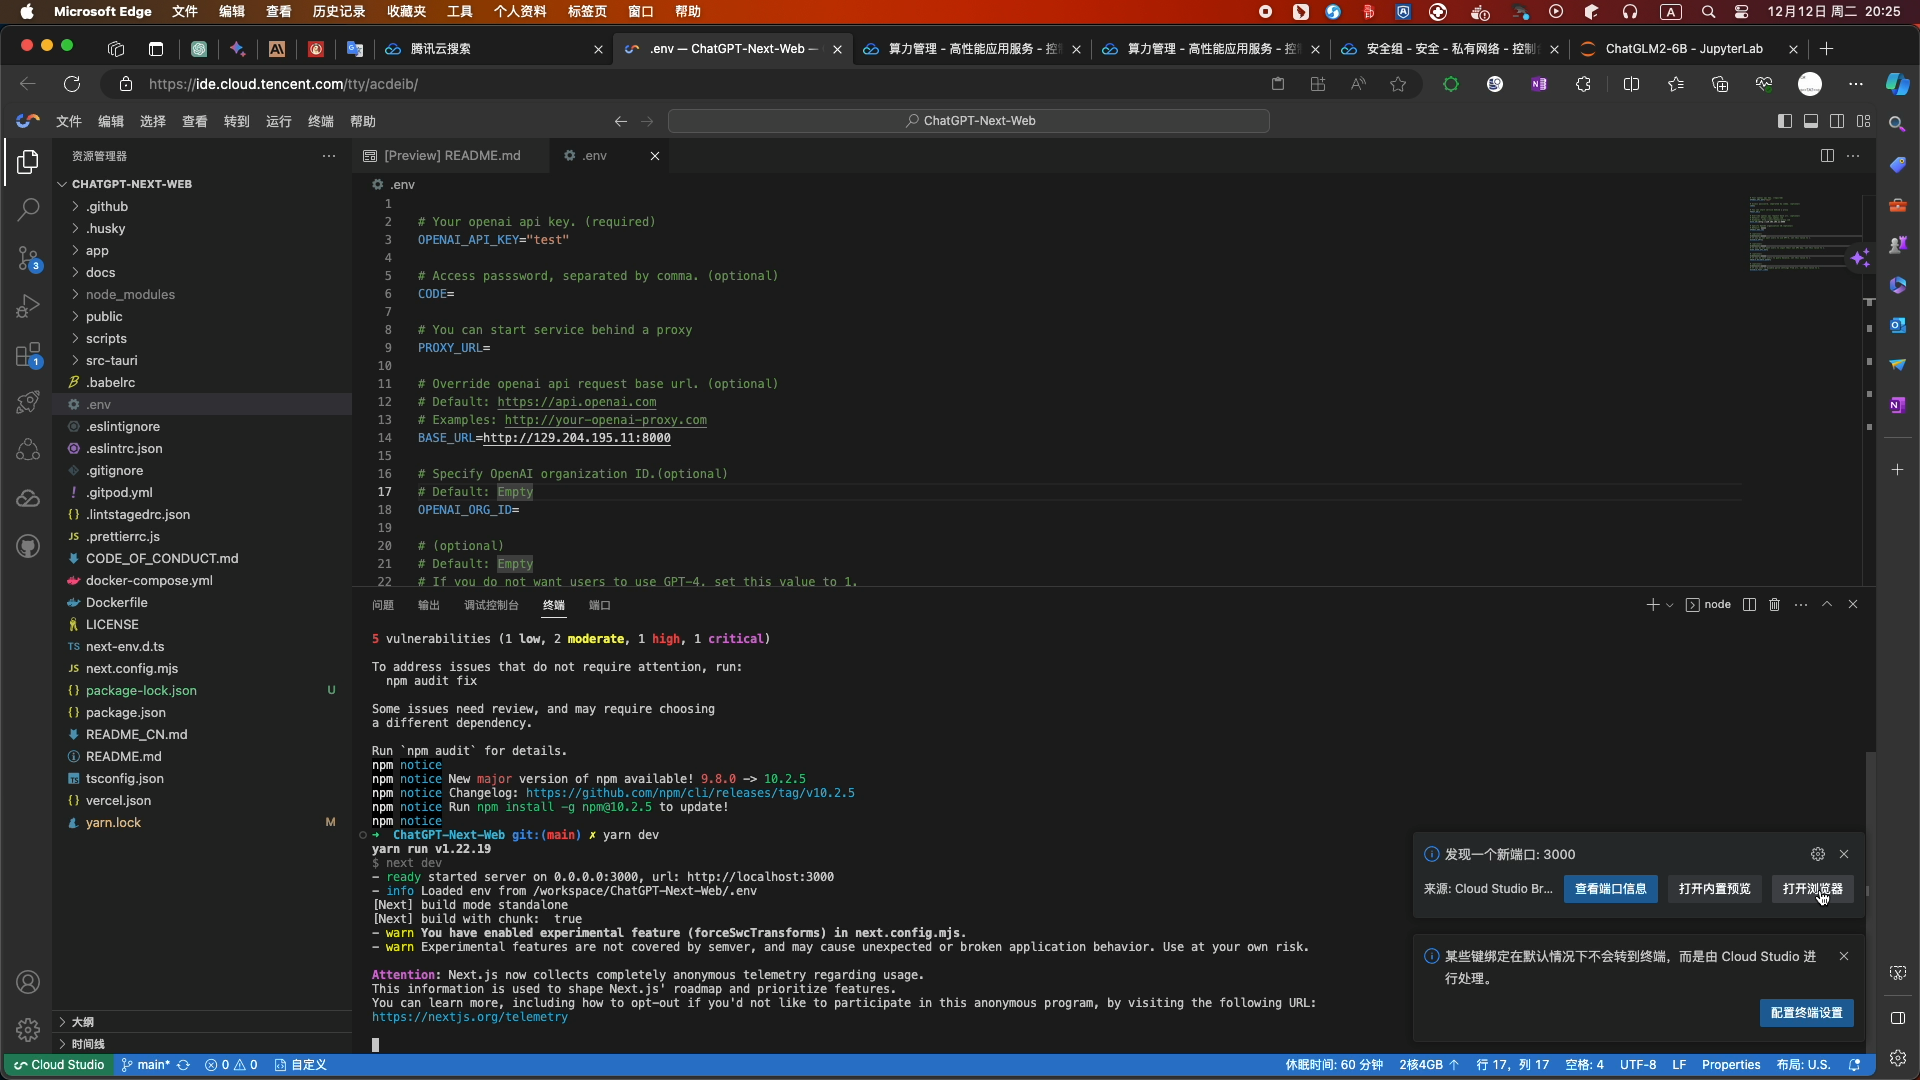 Microsoft Edge 文件 编辑 查看 历史记录 收藏夹 工具 个人资料 标签页 窗口 帮助 12月12日 周二 20:25
腾讯云搜索
.env — ChatGPT-Next-Web —
算力管理 - 高性能应用服务 - 控
算力管理 - 高性能应用服务 - 控
安全组 - 安全 - 私有网络 - 控制
ChatGLM2-6B - JupyterLab
https://ide.cloud.tencent.com/tty/acdeib/
文件 编辑 选择 查看 转到 运行 终端 帮助
ChatGPT-Next-Web
资源管理器
CHATGPT-NEXT-WEB
.github
.husky
app
docs
node_modules
public
scripts
src-tauri
.babelrc
.env
.eslintignore
.eslintrc.json
.gitignore
.gitpod.yml
.lintstagedrc.json
.prettierrc.js
CODE_OF_CONDUCT.md
docker-compose.yml
Dockerfile
LICENSE
next-env.d.ts
next.config.mjs
package-lock.json U
package.json
README_CN.md
README.md
tsconfig.json
vercel.json
yarn.lock M
大纲
时间线
[Preview] README.md
.env
.env
1
2 # Your openai api key. (required)
3 OPENAI_API_KEY="test"
4
5 # Access passsword, separated by comma. (optional)
6 CODE=
7
8 # You can start service behind a proxy
9 PROXY_URL=
10
11 # Override openai api request base url. (optional)
12 # Default: https://api.openai.com
13 # Examples: http://your-openai-proxy.com
14 BASE_URL=http://129.204.195.11:8000
15
16 # Specify OpenAI organization ID.(optional)
17 # Default: Empty
18 OPENAI_ORG_ID=
19
20 # (optional)
21 # Default: Empty
22 # If you do not want users to use GPT-4, set this value to 1.
问题 输出 调试控制台 终端 端口
node
5 vulnerabilities (1 low, 2 moderate, 1 high, 1 critical)
To address issues that do not require attention, run:
npm audit fix
Some issues need review, and may require choosing
a different dependency.
Run `npm audit` for details.
npm notice
npm notice New major version of npm available! 9.8.0 -> 10.2.5
npm notice Changelog: https://github.com/npm/cli/releases/tag/v10.2.5
npm notice Run npm install -g npm@10.2.5 to update!
npm notice
➜ ChatGPT-Next-Web git:(main) ✗ yarn dev
yarn run v1.22.19
$ next dev
- ready started server on 0.0.0.0:3000, url: http://localhost:3000
- info Loaded env from /workspace/ChatGPT-Next-Web/.env
[Next] build mode standalone
[Next] build with chunk: true
- warn You have enabled experimental feature (forceSwcTransforms) in next.config.mjs.
- warn Experimental features are not covered by semver, and may cause unexpected or broken application behavior. Use at your own risk.
Attention: Next.js now collects completely anonymous telemetry regarding usage.
This information is used to shape Next.js' roadmap and prioritize features.
You can learn more, including how to opt-out if you'd not like to participate in this anonymous program, by visiting the following URL:
https://nextjs.org/telemetry
发现一个新端口: 3000
来源: Cloud Studio Br... 查看端口信息 打开内置预览 打开浏览器
某些键绑定在默认情况下不会转到终端，而是由 Cloud Studio 进
行处理。
配置终端设置
Cloud Studio main* 0 0 自定义 休眠时间: 60 分钟 2核4GB 行 17，列 17 空格: 4 UTF-8 LF Properties 布局: U.S.